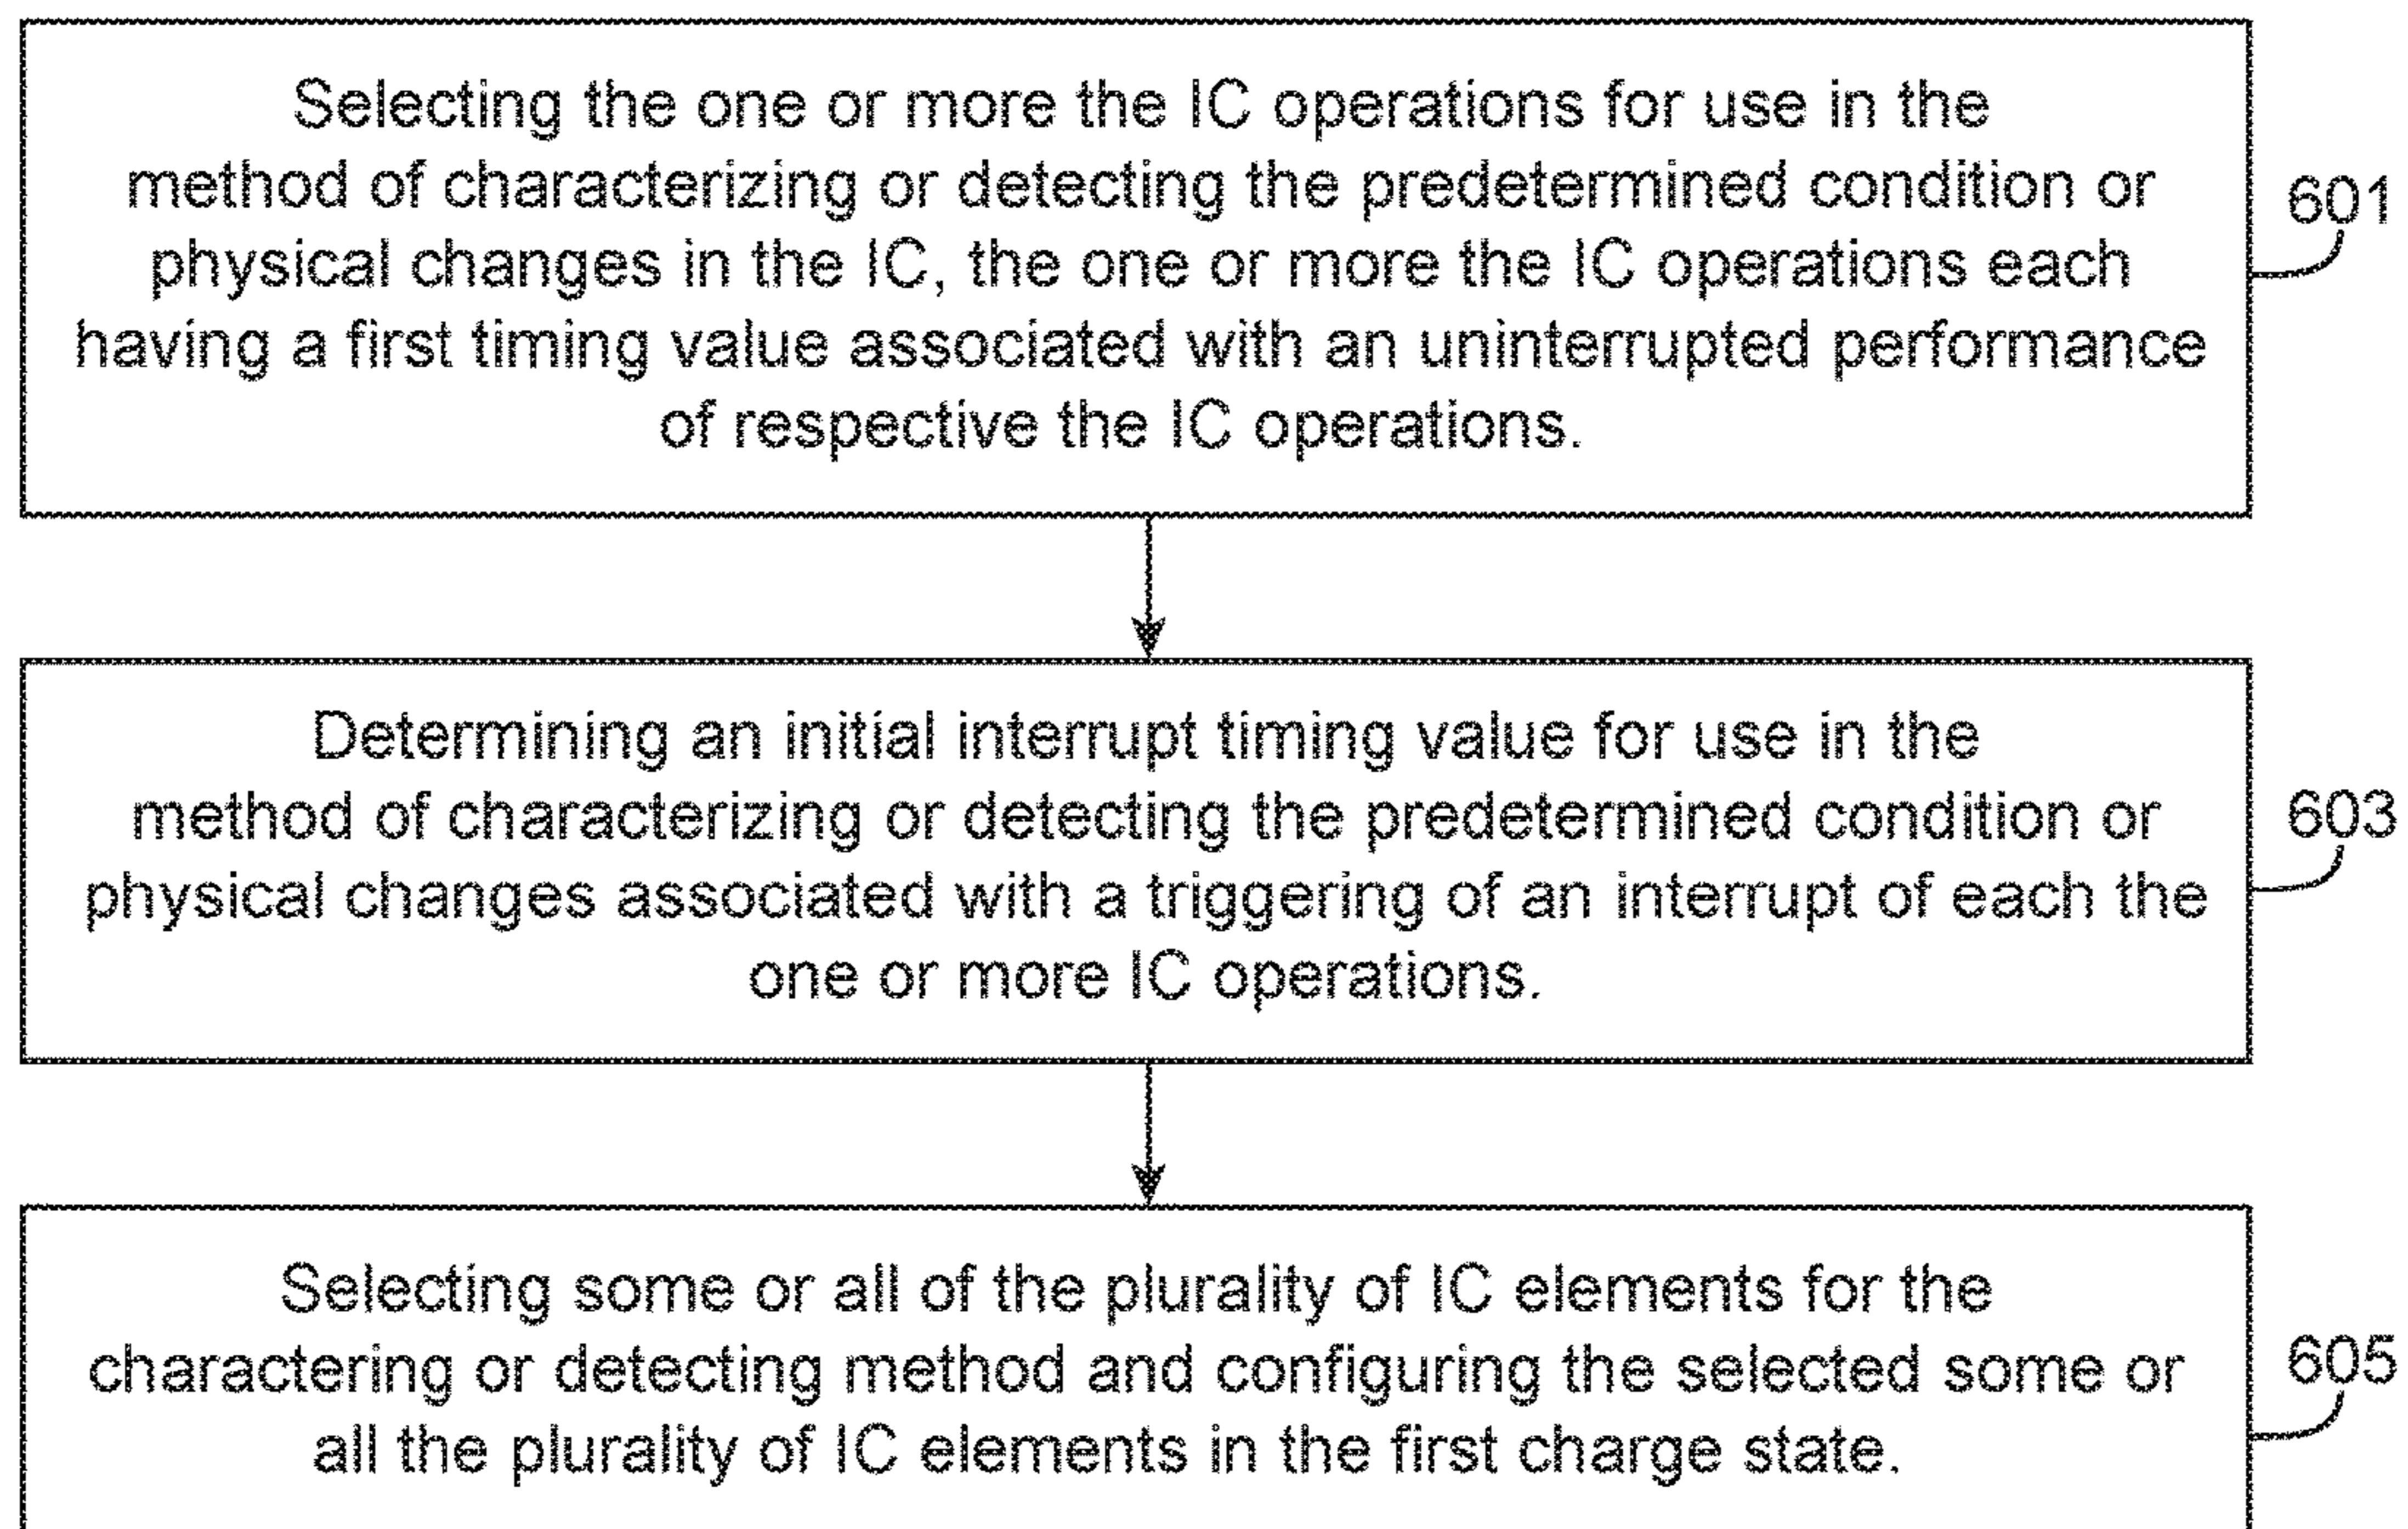 Selecting the one or more the IC operations for use in the
method of characterizing or detecting the predetermined condition or
physical changes in the IC, the one or more the IC operations each
having a first timing value associated with an uninterrupted performance
of respective the IC operations.
601
Determining an initial interrupt timing value for use in the
method of characterizing or detecting the predetermined condition or
physical changes associated with a triggering of an interrupt of each the
one or more IC operations.
603
Selecting some or all of the plurality of IC elements for the
charactering or detecting method and configuring the selected some or
all the plurality of IC elements in the first charge state.
605